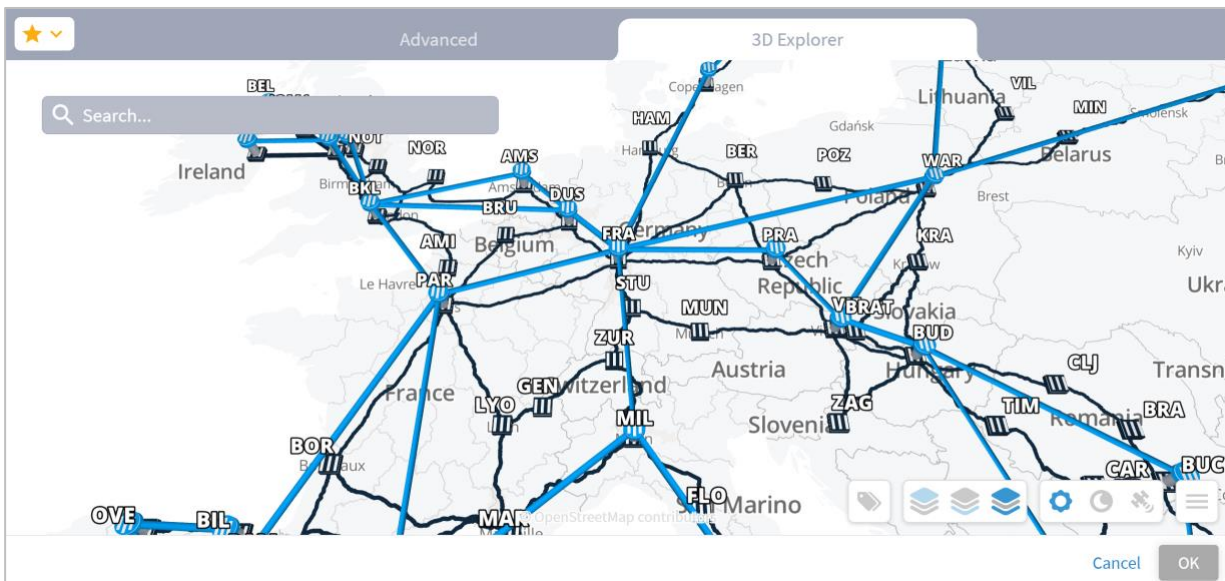 Advanced
3D Explorer
BEL
Search...
Copenhagen
Lithuania
VIL
MIN
Smolensk
HAM
Gdańsk
NOT
NOR
AMS
BER
POZ
WAR
Belarus
Ireland
BKL
DUS
Poland
Brest
BRU
AMI
Belgium
FRA
Germany
PRA
KRA
Kyiv
Le Havre
PAR
STU
Czech
Republic
Ukra
MUN
BRAT
Slovakia
BUD
ZUR
Austria
Hungary
CLJ
Transn
GEN
Switzerland
France
LYO
ZAG
TIM
Romania
BRA
MIL
Slovenia
BOR
Bordeaux
CAR
BUC
FLO
San Marino
OVE
BIL
MAR
© OpenStreetMap contributors
Cancel
OK